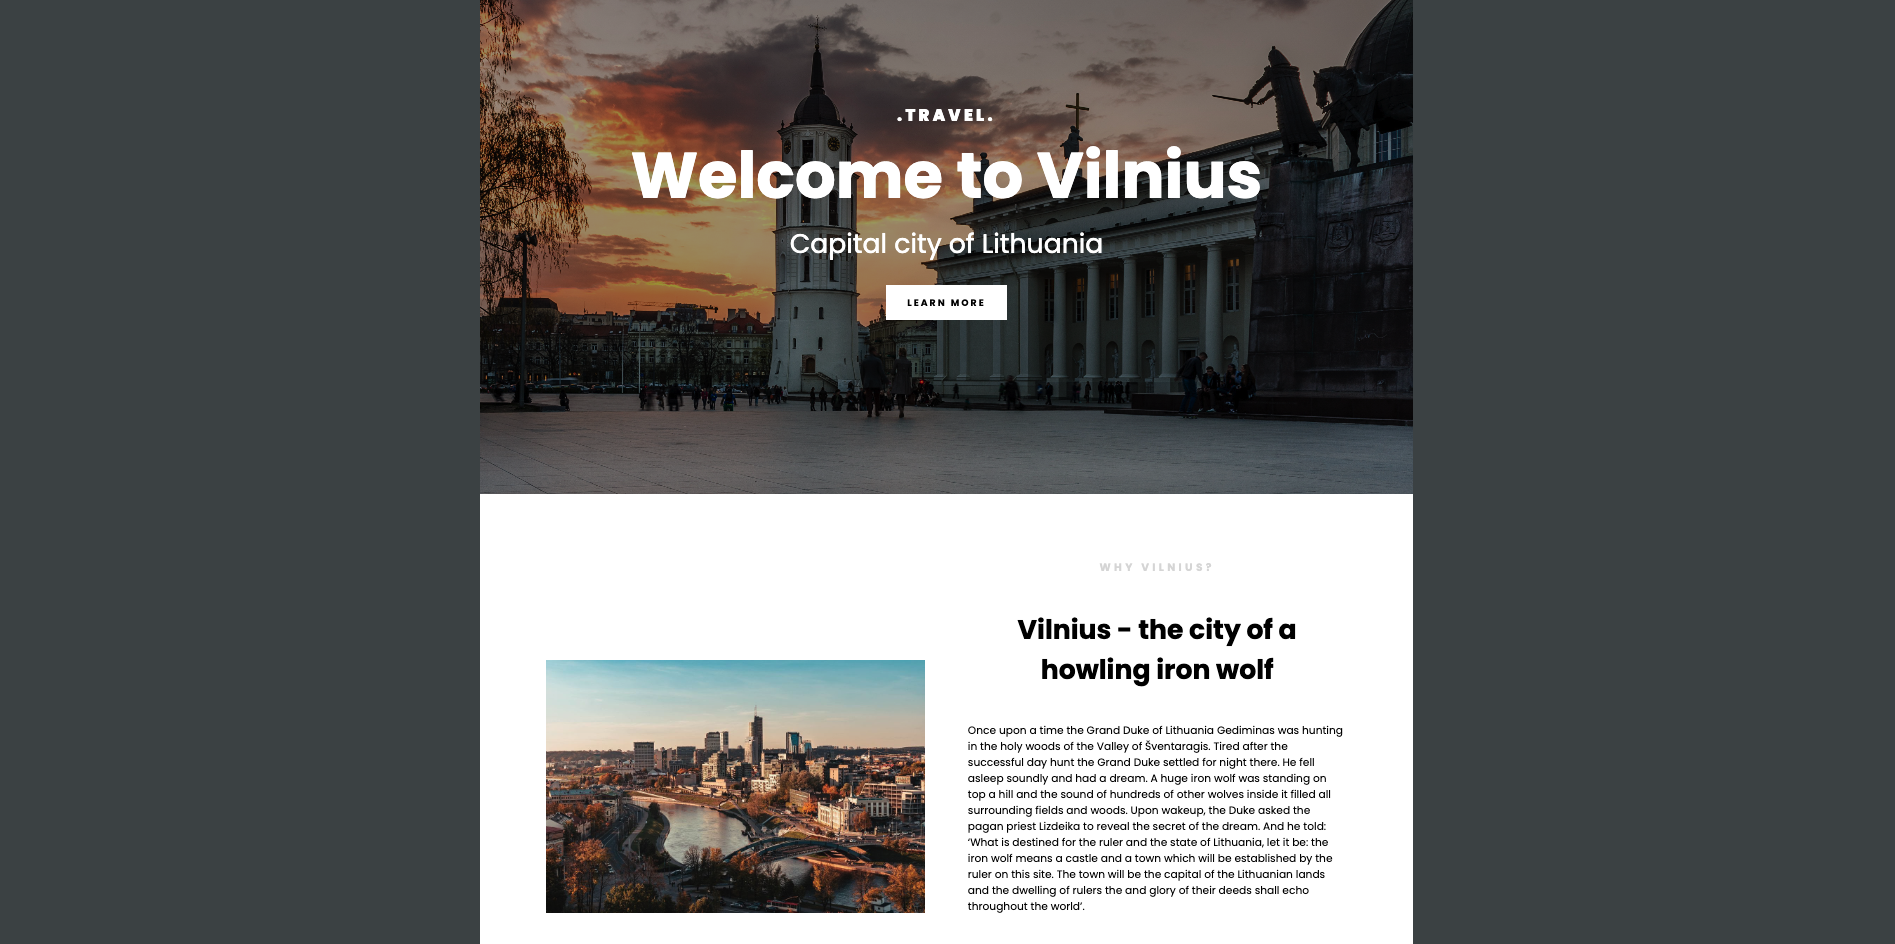 .TRAVEL.
Welcome to Vilnius
Capital city of Lithuania
LEARN MORE
WHY VILNIUS?
Vilnius - the city of a
howling iron wolf
Once upon a time the Grand Duke of Lithuania Gediminas was hunting
in the holy woods of the Valley of Šventaragis. Tired after the
successful day hunt the Grand Duke settled for night there. He fell
asleep soundly and had a dream. A huge iron wolf was standing on
top a hill and the sound of hundreds of other wolves inside it filled all
surrounding fields and woods. Upon wakeup, the Duke asked the
pagan priest Lizdeika to reveal the secret of the dream. And he told:
‘What is destined for the ruler and the state of Lithuania, let it be: the
iron wolf means a castle and a town which will be established by the
ruler on this site. The town will be the capital of the Lithuanian lands
and the dwelling of rulers the and glory of their deeds shall echo
throughout the world’.